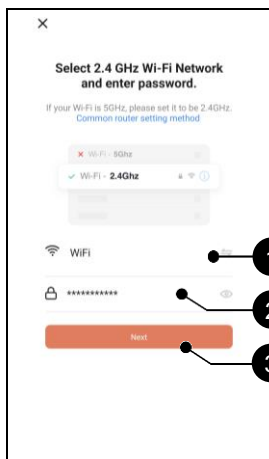 Select 2.4 GHz Wi-Fi Network
and enter password.
If your Wi-Fi is 5GHz, please set it to be 2.4GHz.
Common router setting method
Wi-Fi - 5Ghz
Wi-Fi - 2.4Ghz
WiFi
1
***********
2
Next
3